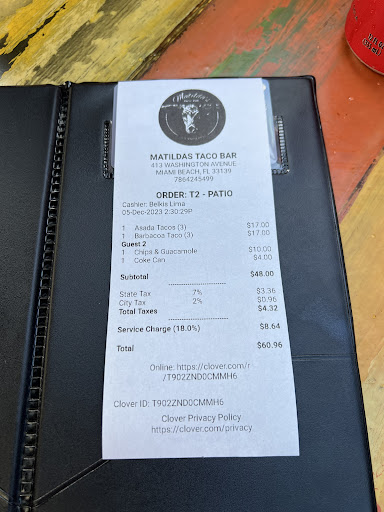 Matilda's
MATILDAS TACO BAR
413 WASHINGTON AVENUE
MIAMI BEACH, FL 33139
7864245499
ORDER: T2 - PATIO
Cashier: Belkis Lima
05-Dec-2023 2:30:29P
1 Asada Tacos (3) $17.00
1 Barbacoa Taco (3) $17.00
Guest 2
1 Chips & Guacamole $10.00
1 Coke Can $4.00
Subtotal $48.00
State Tax 7% $3.36
City Tax 2% $0.96
Total Taxes $4.32
Service Charge (18.0%) $8.64
Total $60.96
Online: https://clover.com/r
/T902ZND0CMMH6
Clover ID: T902ZND0CMMH6
Clover Privacy Policy
https://clover.com/privacy